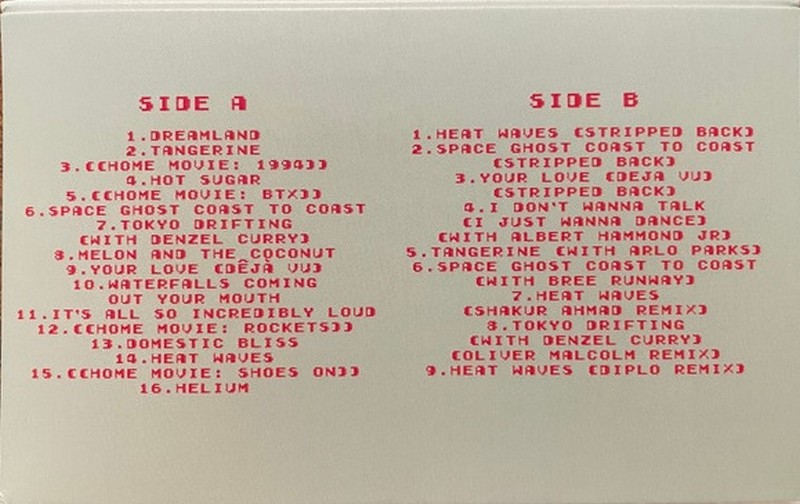 SIDE A
1.DREAMLAND
2.TANGERINE
3.[[HOME MOVIE: 1994]]
4.HOT SUGAR
5.[[HOME MOVIE: BTX]]
6.SPACE GHOST COAST TO COAST
7.TOKYO DRIFTING
[WITH DENZEL CURRY]
8.MELON AND THE COCONUT
9.YOUR LOVE [DÉJÀ VU]
10.WATERFALLS COMING
OUT YOUR MOUTH
11.IT'S ALL SO INCREDIBLY LOUD
12.[[HOME MOVIE: ROCKETS]]
13.DOMESTIC BLISS
14.HEAT WAVES
15.[[HOME MOVIE: SHOES ON]]
16.HELIUM
SIDE B
1.HEAT WAVES [STRIPPED BACK]
2.SPACE GHOST COAST TO COAST
[STRIPPED BACK]
3.YOUR LOVE [DEJA VU]
[STRIPPED BACK]
4.I DON'T WANNA TALK
[I JUST WANNA DANCE]
[WITH ALBERT HAMMOND JR]
5.TANGERINE [WITH ARLO PARKS]
6.SPACE GHOST COAST TO COAST
[WITH BREE RUNWAY]
7.HEAT WAVES
[SHAKUR AHMAD REMIX]
8.TOKYO DRIFTING
[WITH DENZEL CURRY]
[OLIVER MALCOLM REMIX]
9.HEAT WAVES [DIPLO REMIX]